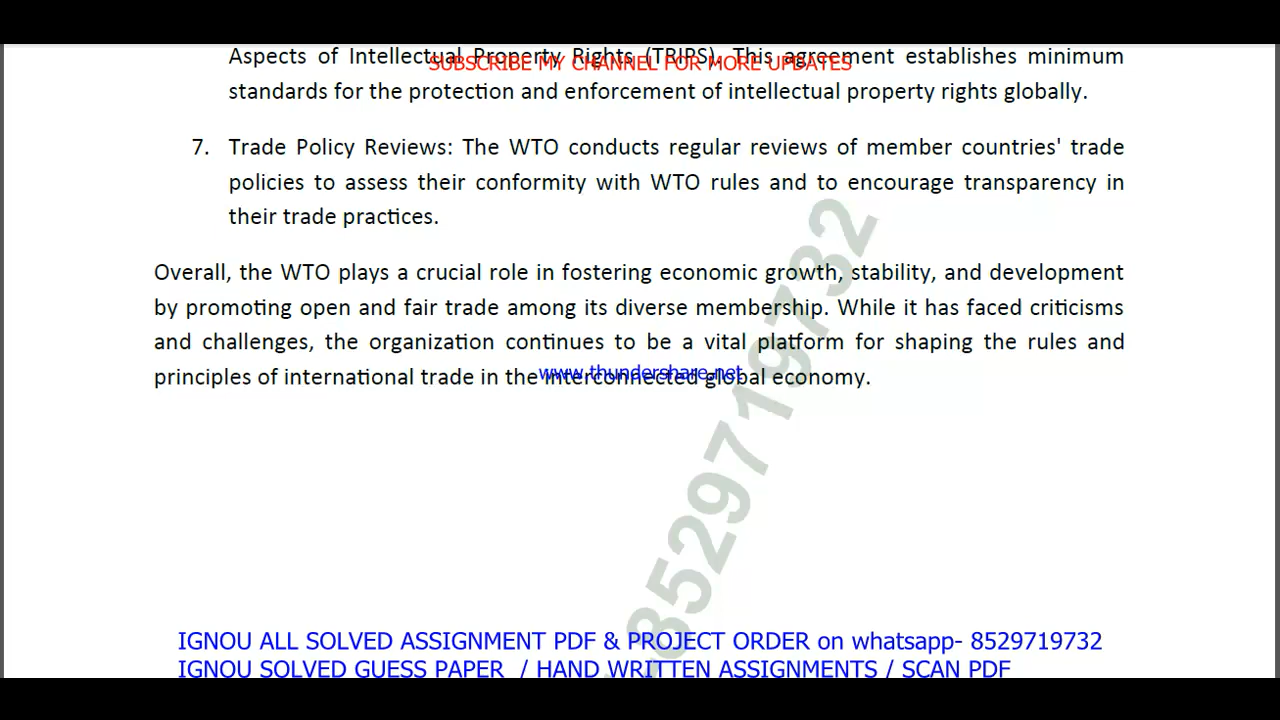 Aspects of Intellectual Property Rights (TRIPS). This agreement establishes minimum
SUBSCRIBE MY CHANNEL FOR MORE UPDATES
standards for the protection and enforcement of intellectual property rights globally.
7. Trade Policy Reviews: The WTO conducts regular reviews of member countries' trade
policies to assess their conformity with WTO rules and to encourage transparency in
their trade practices.
Overall, the WTO plays a crucial role in fostering economic growth, stability, and development
by promoting open and fair trade among its diverse membership. While it has faced criticisms
and challenges, the organization continues to be a vital platform for shaping the rules and
principles of international trade in the interconnected global economy.
www.thundershare.net
8529719732
IGNOU ALL SOLVED ASSIGNMENT PDF & PROJECT ORDER on whatsapp- 8529719732
IGNOU SOLVED GUESS PAPER / HAND WRITTEN ASSIGNMENTS / SCAN PDF